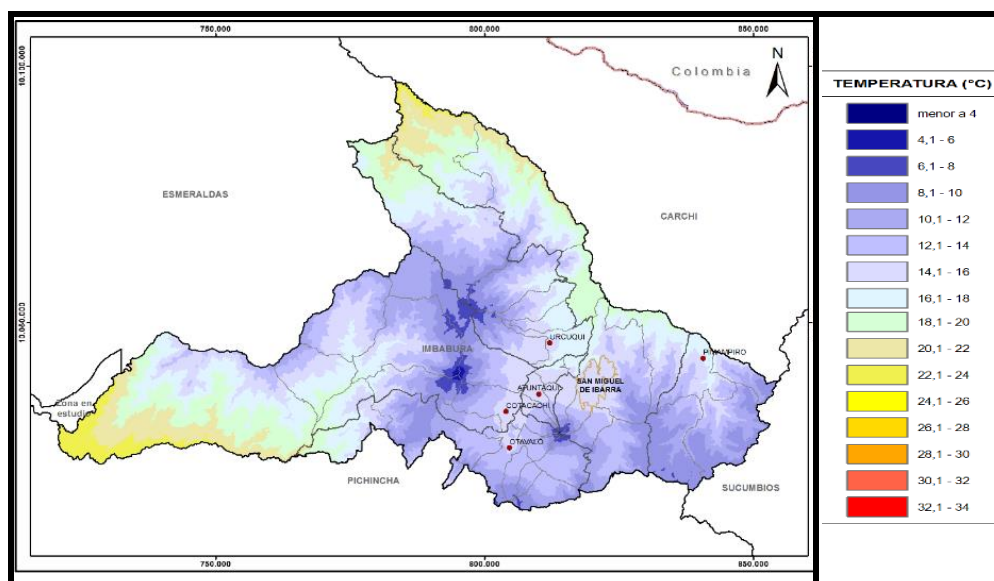 750.000 800.000 850.000
10.100.000
N
Colombia
ESMERALDAS
CARCHI
10.050.000
URCUQUI
IMBABURA
PIMAMPIRO
SAN MIGUEL
DE IBARRA
ATUNTAQUI
COTACACHI
Zona en
estudio
OTAVALO
PICHINCHA
SUCUMBIOS
750.000 800.000 850.000
TEMPERATURA (°C)
menor a 4
4,1 - 6
6,1 - 8
8,1 - 10
10,1 - 12
12,1 - 14
14,1 - 16
16,1 - 18
18,1 - 20
20,1 - 22
22,1 - 24
24,1 - 26
26,1 - 28
28,1 - 30
30,1 - 32
32,1 - 34